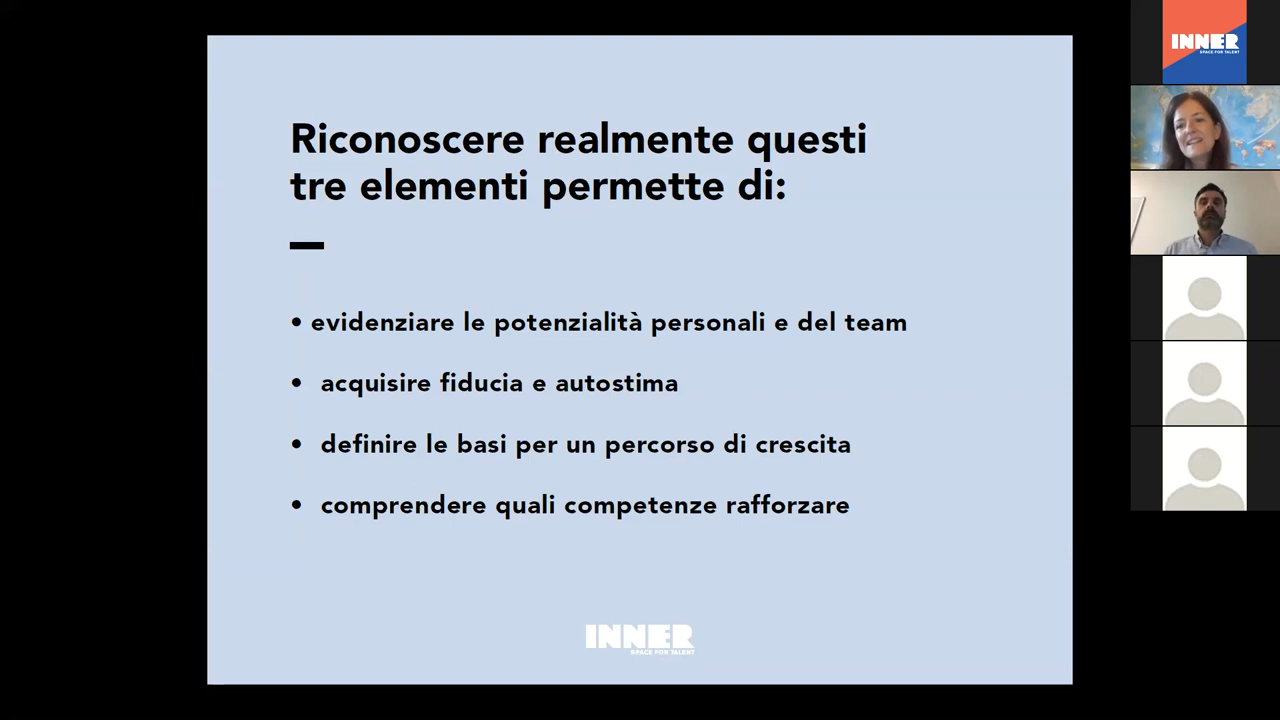 Riconoscere realmente questi
tre elementi permette di:
• evidenziare le potenzialità personali e del team
• acquisire fiducia e autostima
• definire le basi per un percorso di crescita
• comprendere quali competenze rafforzare
INNER
SPACE FOR TALENT
INNER
SPACE FOR TALENT